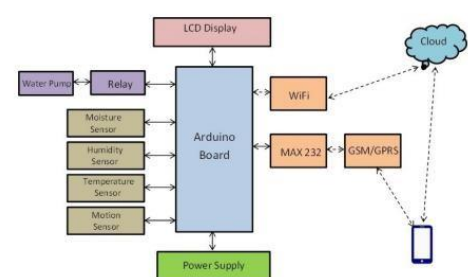 LCD Display
Cloud
Water Pump
Relay
WiFi
Moisture
Sensor
Humidity
Sensor
Arduino
Board
MAX 232
GSM/GPRS
Temperature
Sensor
Motion
Sensor
Power Supply